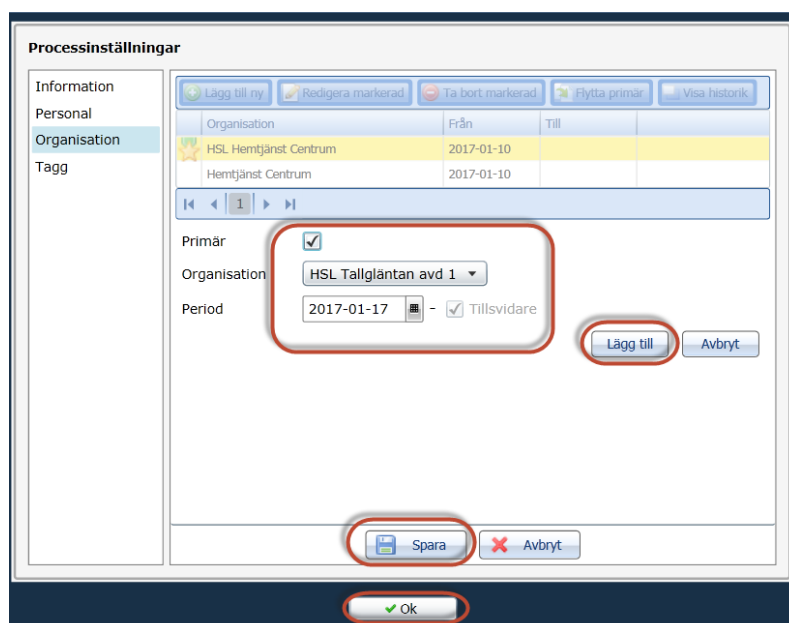 Processinställningar
Information
Personal
Organisation
Tagg
Lägg till ny Redigera markerad Ta bort markerad Flytta primär Visa historik
Organisation Från Till
HSL Hemtjänst Centrum 2017-01-10
Hemtjänst Centrum 2017-01-10
1
Primär
Organisation HSL Tallgläntan avd 1
Period 2017-01-17 - Tillsvidare
Lägg till Avbryt
Spara Avbryt
Ok